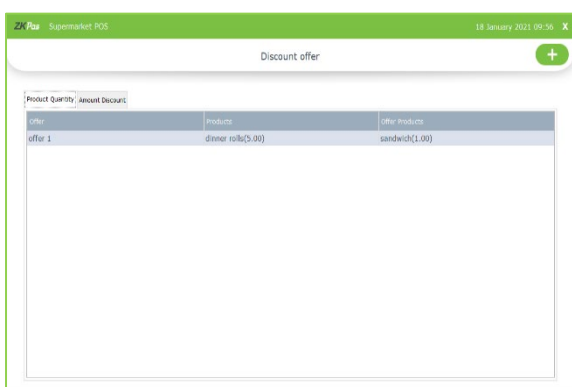 ZKPos Supermarket POS 18 January 2021 09:56 X
Discount offer +
Product Quantity Amount Discount
Offer Products Offer Products
offer 1 dinner rolls(5.00) sandwich(1.00)